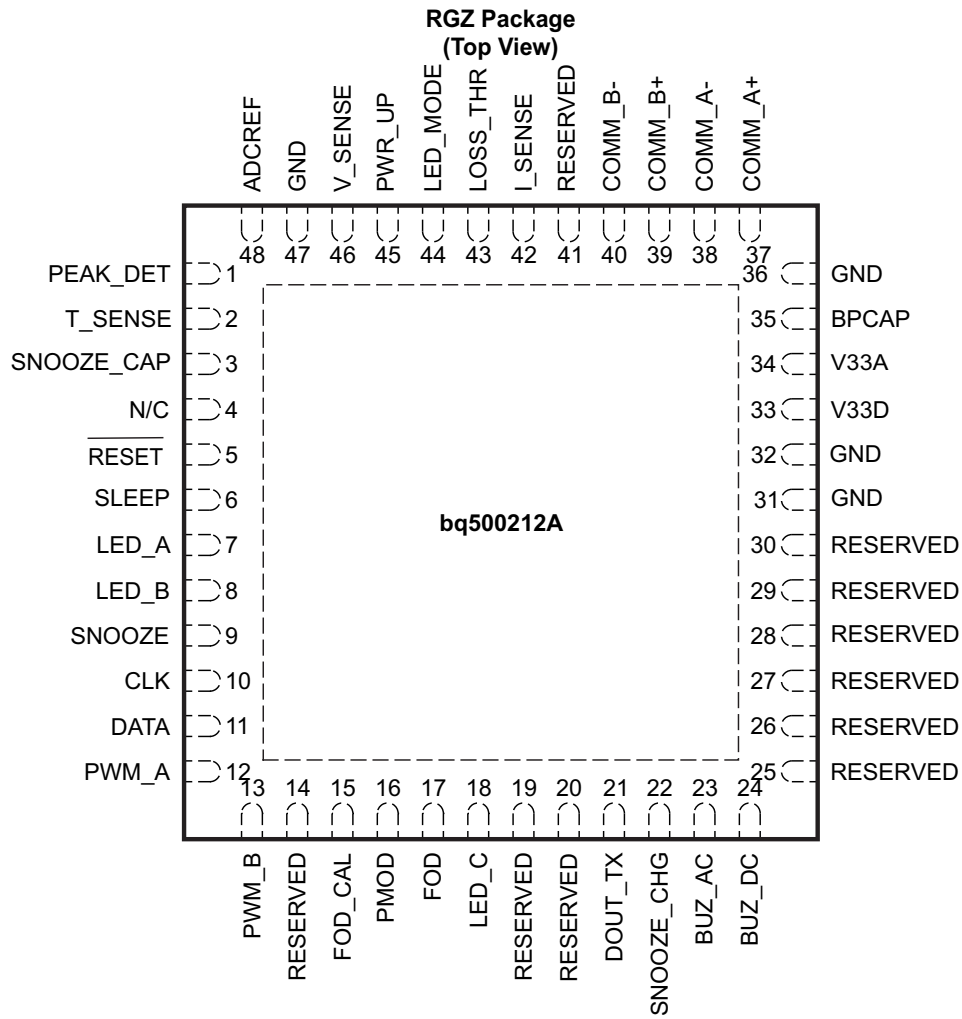 RGZ Package
(Top View)
ADCREF
GND
V_SENSE
PWR_UP
LED_MODE
LOSS_THR
I_SENSE
RESERVED
COMM_B-
COMM_B+
COMM_A-
COMM_A+
48 47 46 45 44 43 42 41 40 39 38 37
PEAK_DET 1
36 GND
T_SENSE 2
35 BPCAP
SNOOZE_CAP 3
34 V33A
N/C 4
33 V33D
RESET 5
32 GND
SLEEP 6
31 GND
bq500212A
LED_A 7
30 RESERVED
LED_B 8
29 RESERVED
SNOOZE 9
28 RESERVED
CLK 10
27 RESERVED
DATA 11
26 RESERVED
PWM_A 12
25 RESERVED
13 14 15 16 17 18 19 20 21 22 23 24
PWM_B
RESERVED
FOD_CAL
PMOD
FOD
LED_C
RESERVED
RESERVED
DOUT_TX
SNOOZE_CHG
BUZ_AC
BUZ_DC